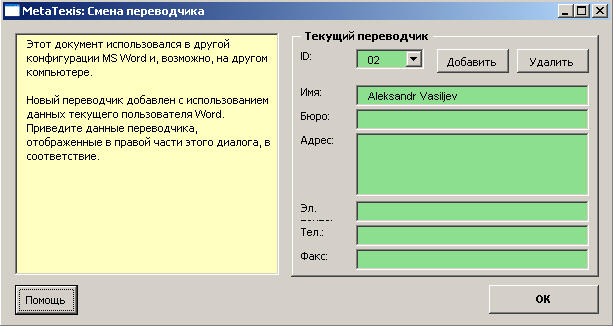 MetaTexis: Смена переводчика
Этот документ использовался в другой
конфигурации MS Word и, возможно, на другом
компьютере.
Новый переводчик добавлен с использованием
данных текущего пользователя Word.
Приведите данные переводчика,
отображенные в правой части этого диалога, в
соответствие.
Текущий переводчик
ID: 02 Добавить Удалить
Имя: Aleksandr Vasiljev
Бюро:
Адрес:
Эл.
Тел.:
Факс:
Помощь
ОК